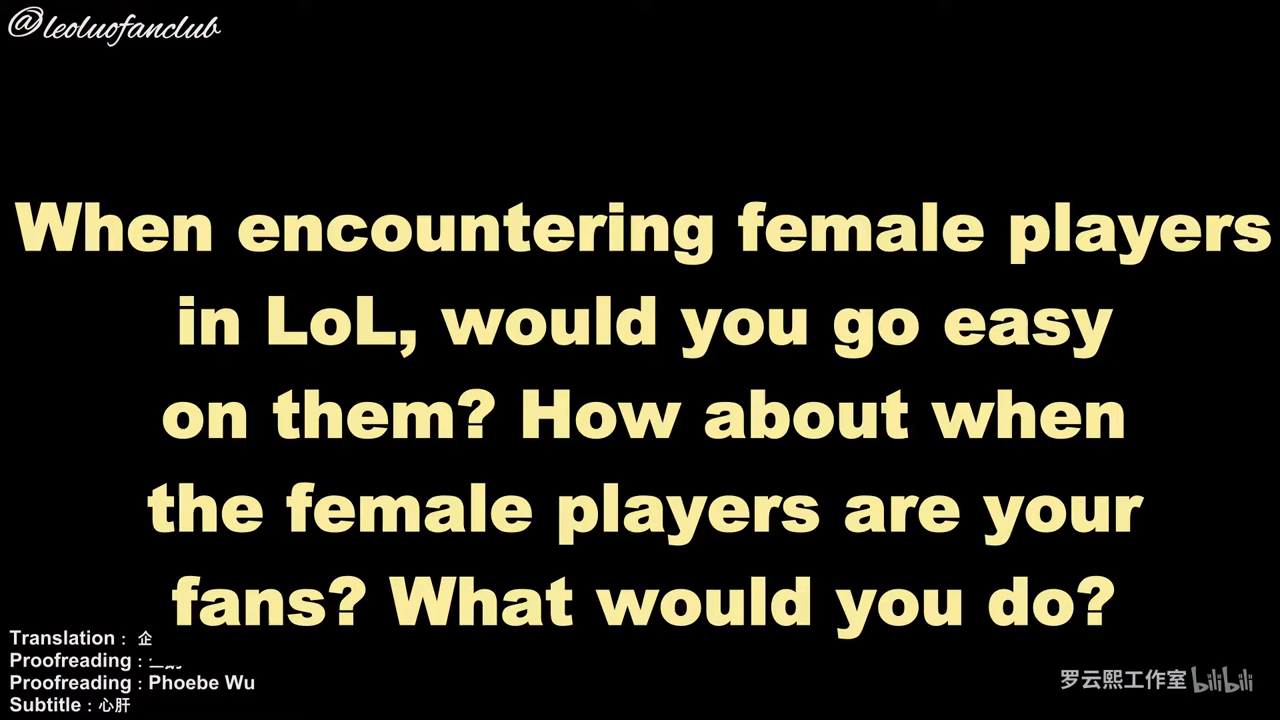 @leoluofanclub
When encountering female players
in LoL, would you go easy
on them? How about when
the female players are your
fans? What would you do?
Translation : 企
Proofreading :
Proofreading : Phoebe Wu
Subtitle : 心肝
罗云熙工作室 bilibili